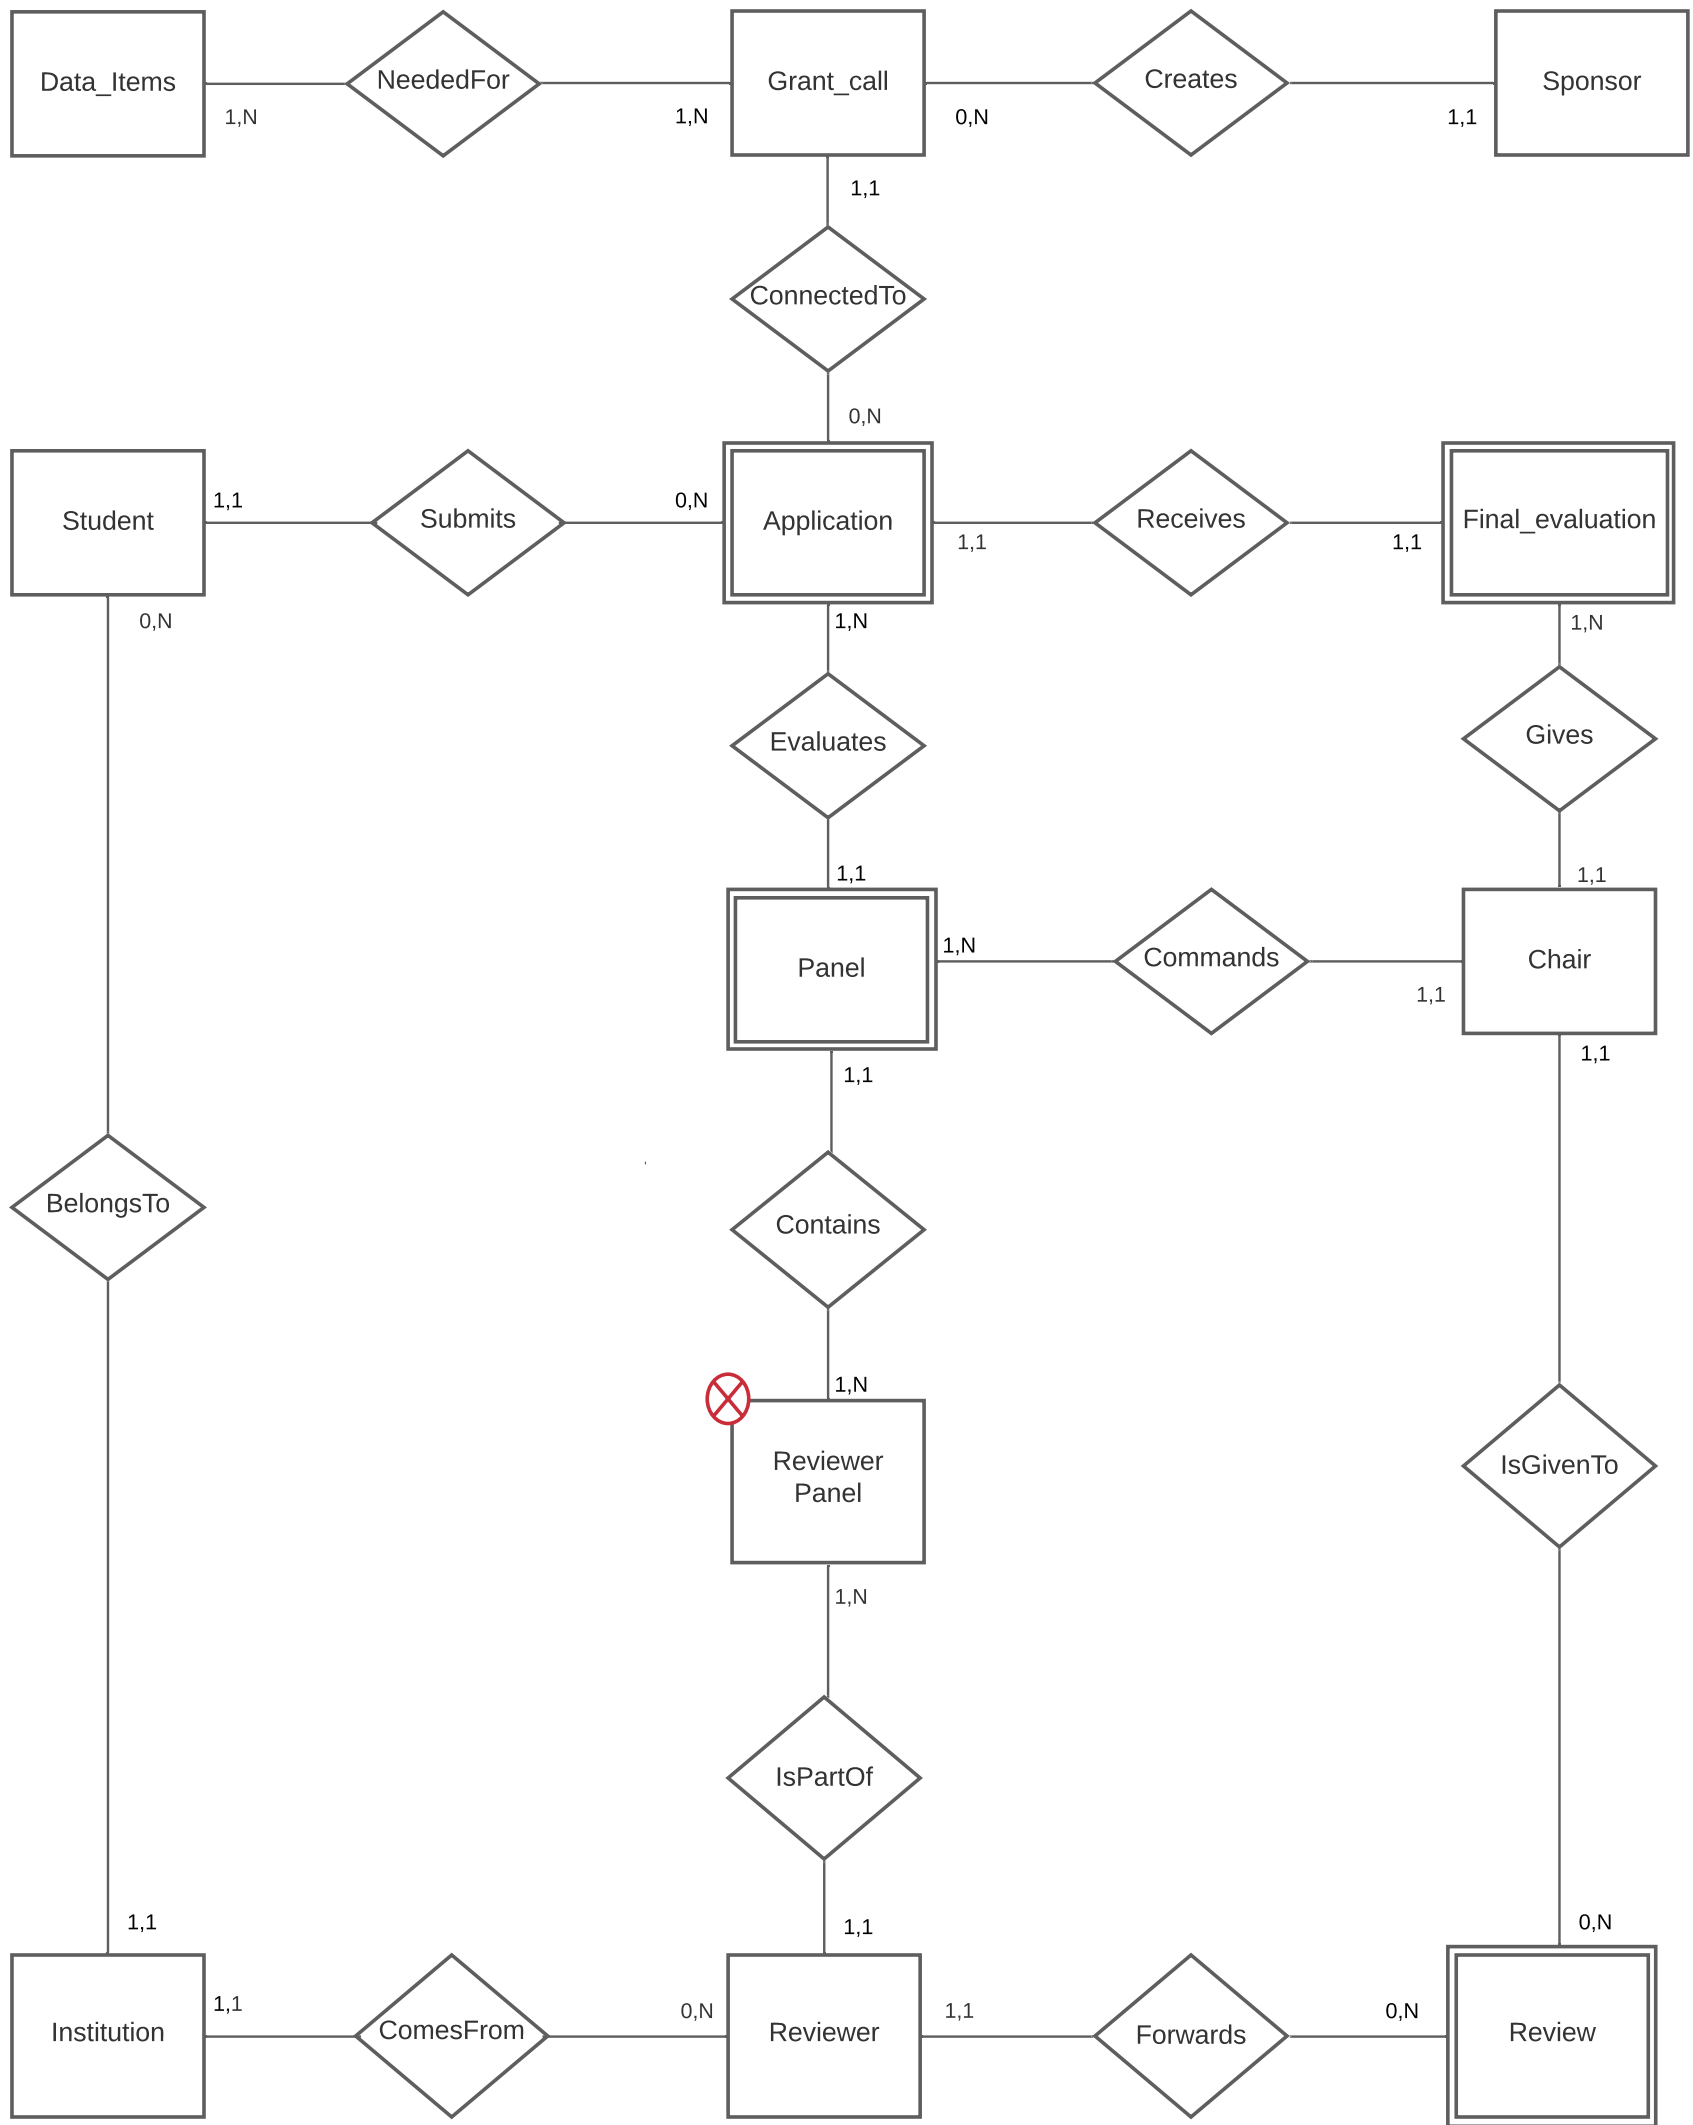 Data_Items
NeededFor
Grant_call
Creates
Sponsor
1,N
1,N
0,N
1,1
1,1
ConnectedTo
0,N
Student
1,1
Submits
0,N
Application
Receives
Final_evaluation
1,1
1,1
0,N
1,N
1,N
Evaluates
Gives
1,1
1,1
1,N
Panel
Commands
Chair
1,1
1,1
1,1
BelongsTo
Contains
1,N
Reviewer
Panel
IsGivenTo
1,N
IsPartOf
1,1
1,1
0,N
1,1
0,N
1,1
0,N
Institution
ComesFrom
Reviewer
Forwards
Review